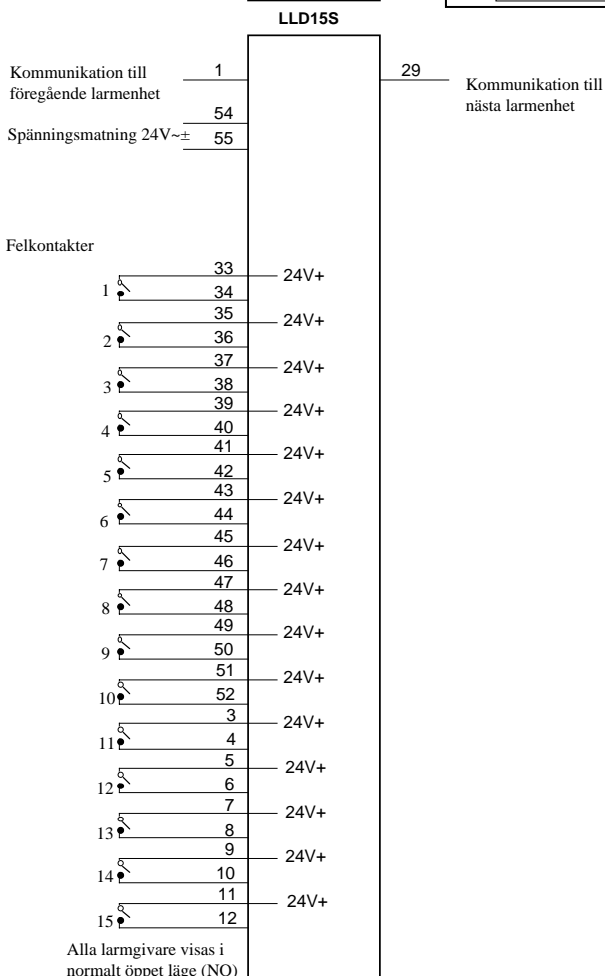 LLD15S
Kommunikation till
föregående larmenhet
1
29
Kommunikation till
nästa larmenhet
54
Spänningsmatning 24V~±
55
Felkontakter
33
24V+
1
34
35
24V+
2
36
37
24V+
3
38
39
24V+
4
40
41
24V+
5
42
43
24V+
6
44
45
24V+
7
46
47
24V+
8
48
49
24V+
9
50
51
24V+
10
52
3
24V+
11
4
5
24V+
12
6
7
24V+
13
8
9
24V+
14
10
11
24V+
15
12
Alla larmgivare visas i
normalt öppet läge (NO)